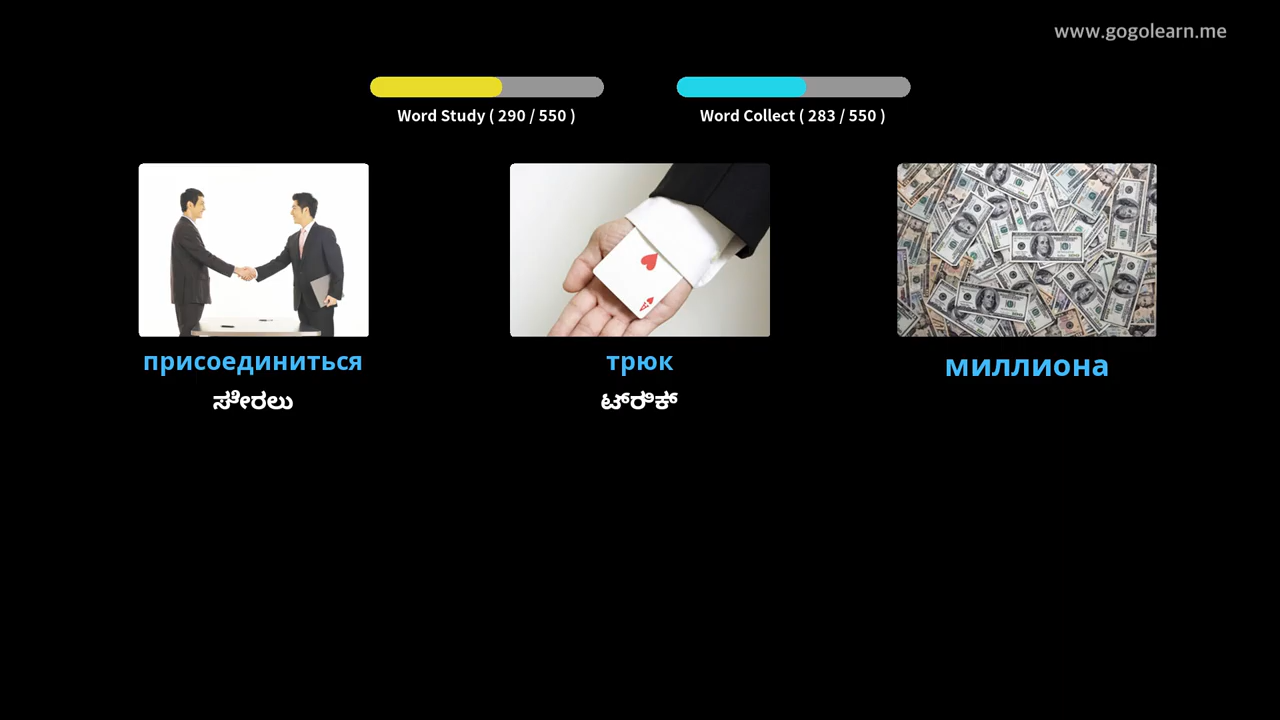 www.gogolearn.me
Word Study ( 290 / 550 )
Word Collect ( 283 / 550 )
присоединиться
ಸೇರಲು
трюк
ಟ್ರಿಕ್
миллиона